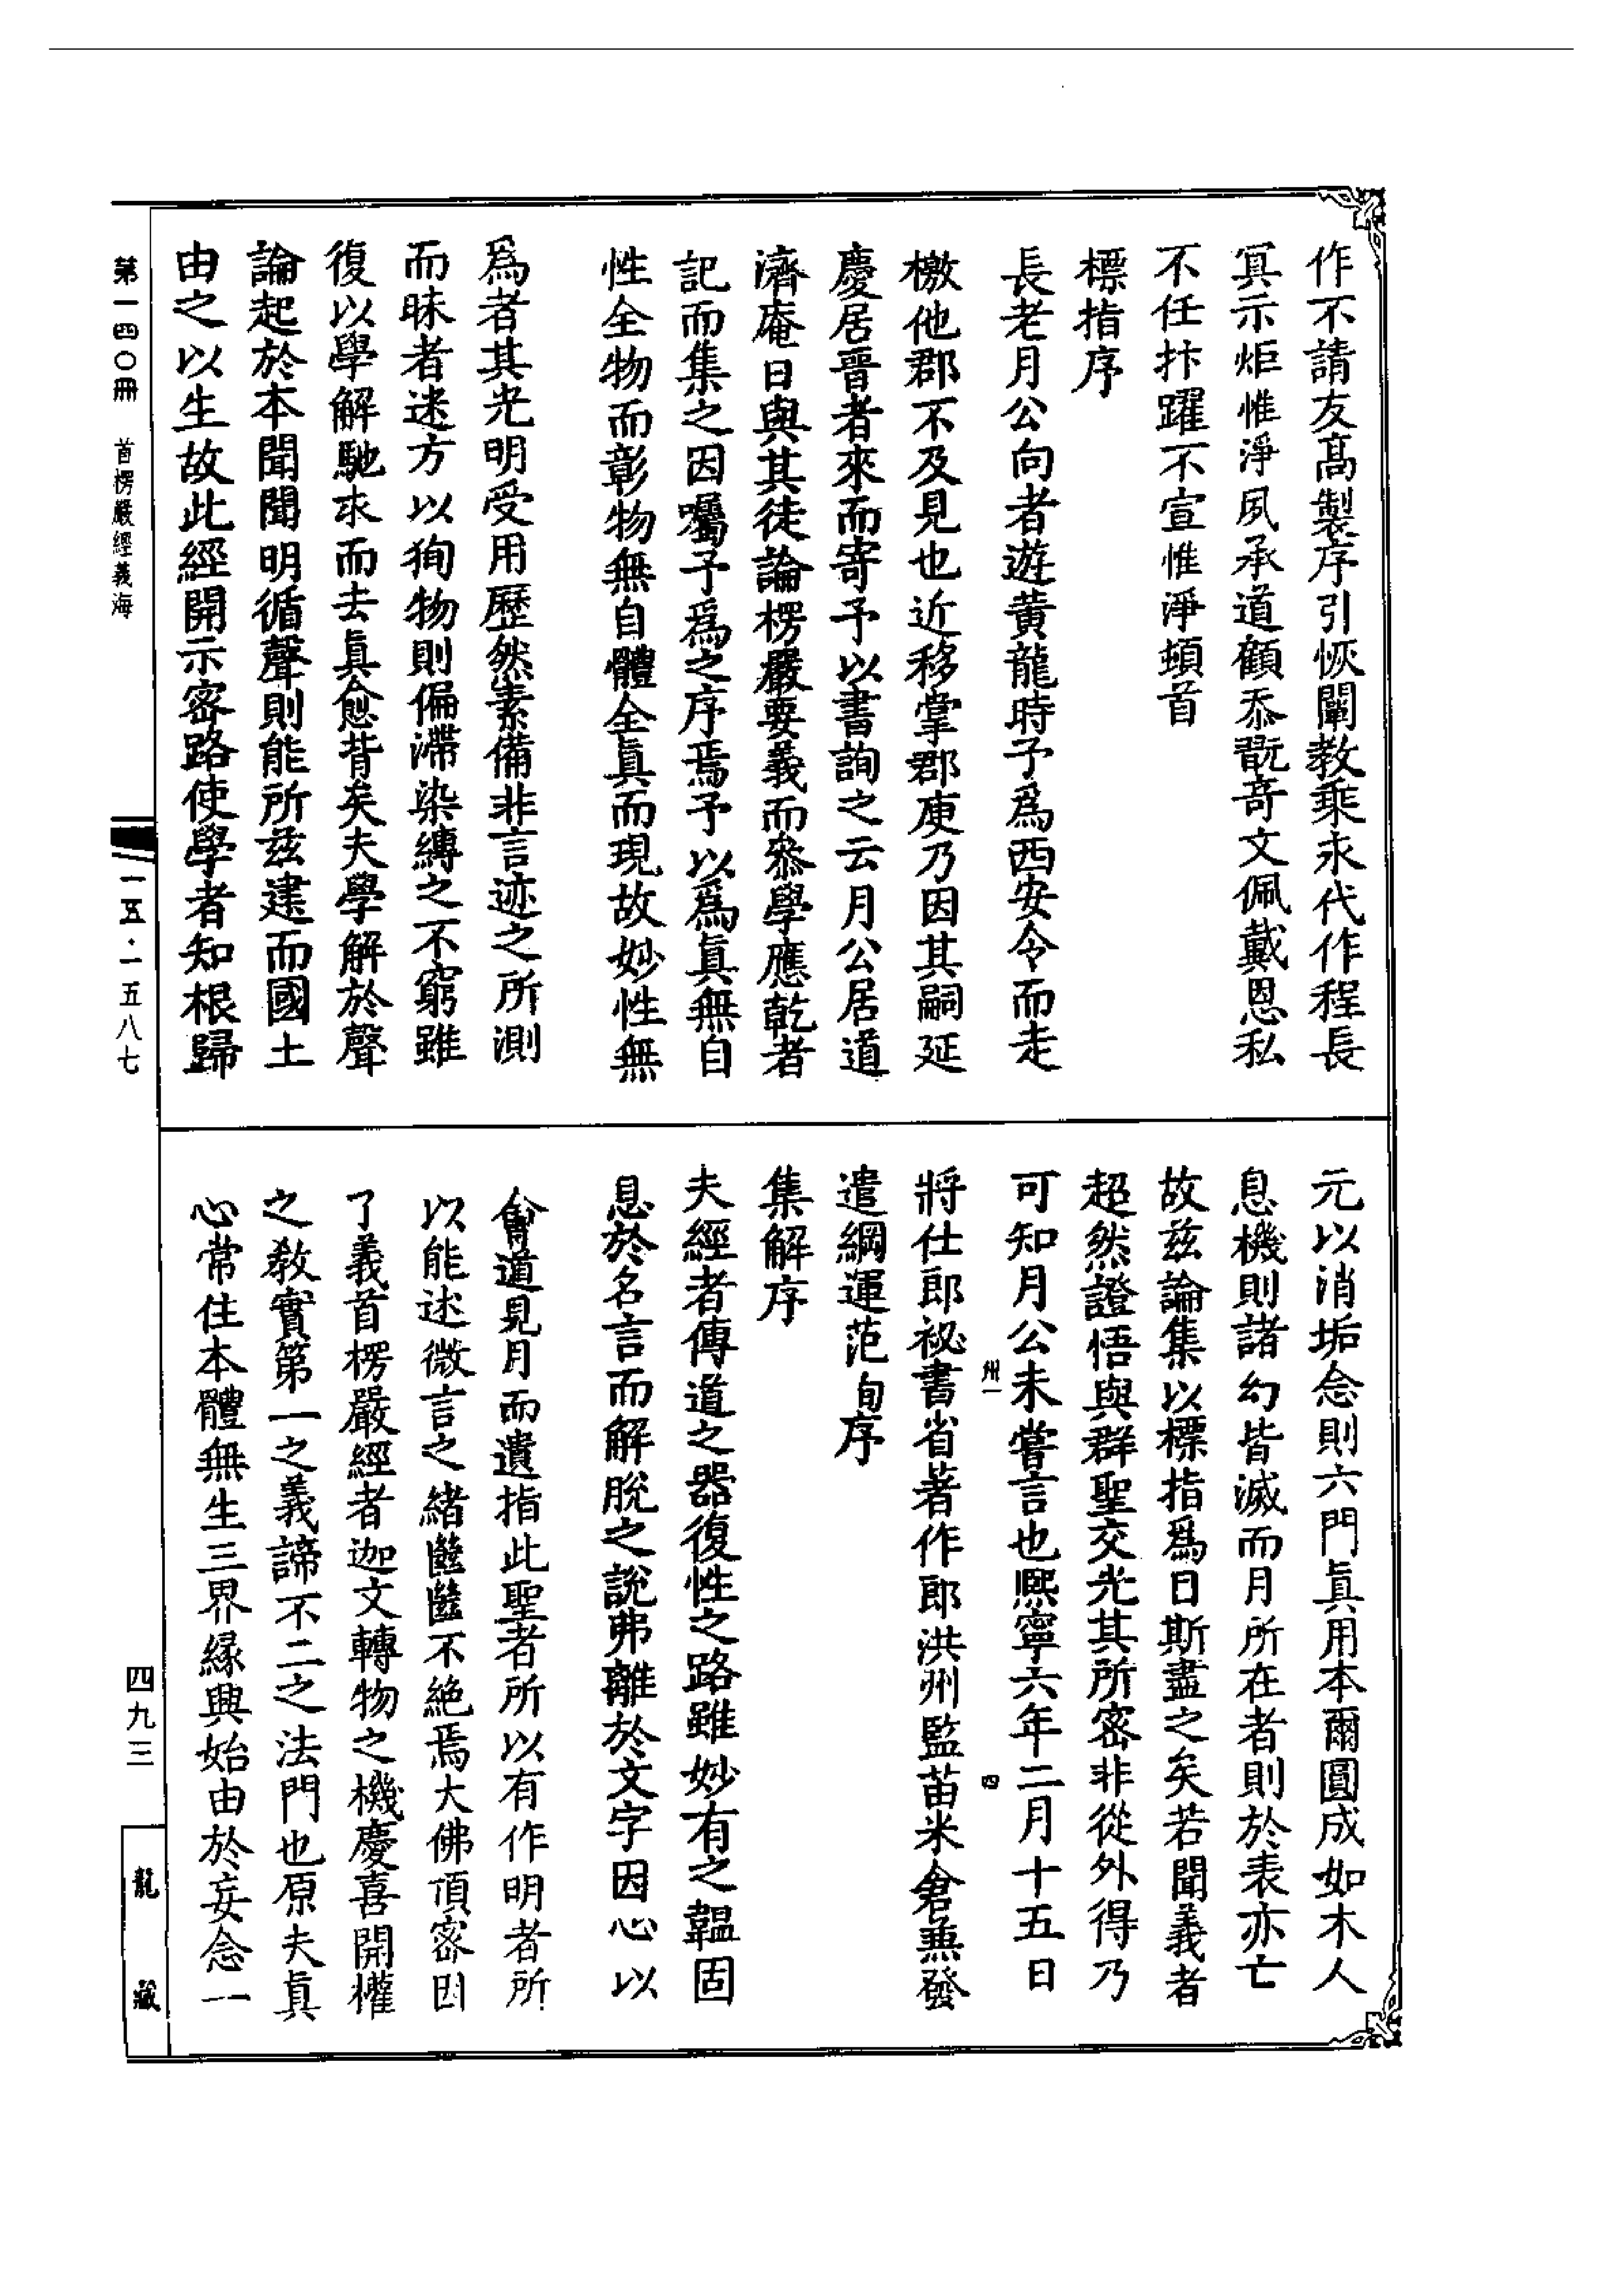 作不請友高製序引恢闡教乘永代作程長
冥示炬惟淨夙承道顧忝翫奇文佩戴恩私
不任抃躍不宣惟淨頓首
標指序
長老月公向者遊黃龍時予爲西安令而走
檄他郡不及見也近移掌郡庾乃因其嗣延
慶居晉者來而寄予以書詢之云月公居道
濟庵日與其徒論楞嚴要義而叅學應乾者
記而集之因囑予爲之序焉予以爲眞無自
性全物而彰物無自體全眞而現故妙性無
爲者其光明受用歷然素備非言迹之所測
而昧者迷方以徇物則偏滯染縛之不窮雖
復以學解馳求而去眞愈背矣夫學解於聲
論起於本聞聞明循聲則能所茲建而國土
由之以生故此經開示密路使學者知根歸
元以消垢念則六門眞用本爾圓成如木人
息機則諸幻皆滅而月所在者則於表亦亡
故茲論集以標指爲日斯盡之矣若聞義者
超然證悟與群聖交光其所密非從外得乃
可知月公未嘗言也熈寧六年二月十五日
州一
四
將仕郎祕書省著作郎洪州監苗米倉兼發
遣綱運范峋序
集解序
夫經者傳道之器復性之路雖妙有之韞固
息於名言而解脫之說弗離於文字因心以
會道見月而遺指此聖者所以有作明者所
以能述微言之緒㒞㒞不絕焉大佛頂密因
了義首楞嚴經者迦文轉物之機慶喜開權
之敎實第一之義諦不二之法門也原夫眞
心常住本體無生三界緣興始由於妄念一
第一四〇冊　首楞嚴經義海
一五·一五八七
四九三
龍藏